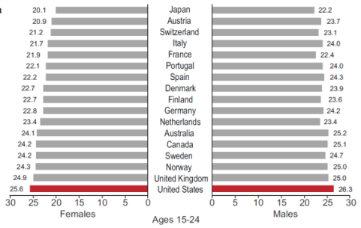 20.1 Japan 22.2
20.9 Austria 23.7
21.2 Switzerland 23.1
21.7 Italy 24.0
21.9 France 22.4
22.1 Portugal 24.0
22.2 Spain 24.3
22.7 Denmark 23.9
22.7 Finland 23.6
22.8 Germany 24.2
23.4 Netherlands 23.4
24.1 Australia 25.2
24.2 Canada 25.1
24.2 Sweden 24.7
24.3 Norway 25.0
24.9 United Kingdom 25.0
25.6 United States 26.3
30 25 20 15 10 5 0 0 5 10 15 20 25 30
Females Males
Ages 15-24